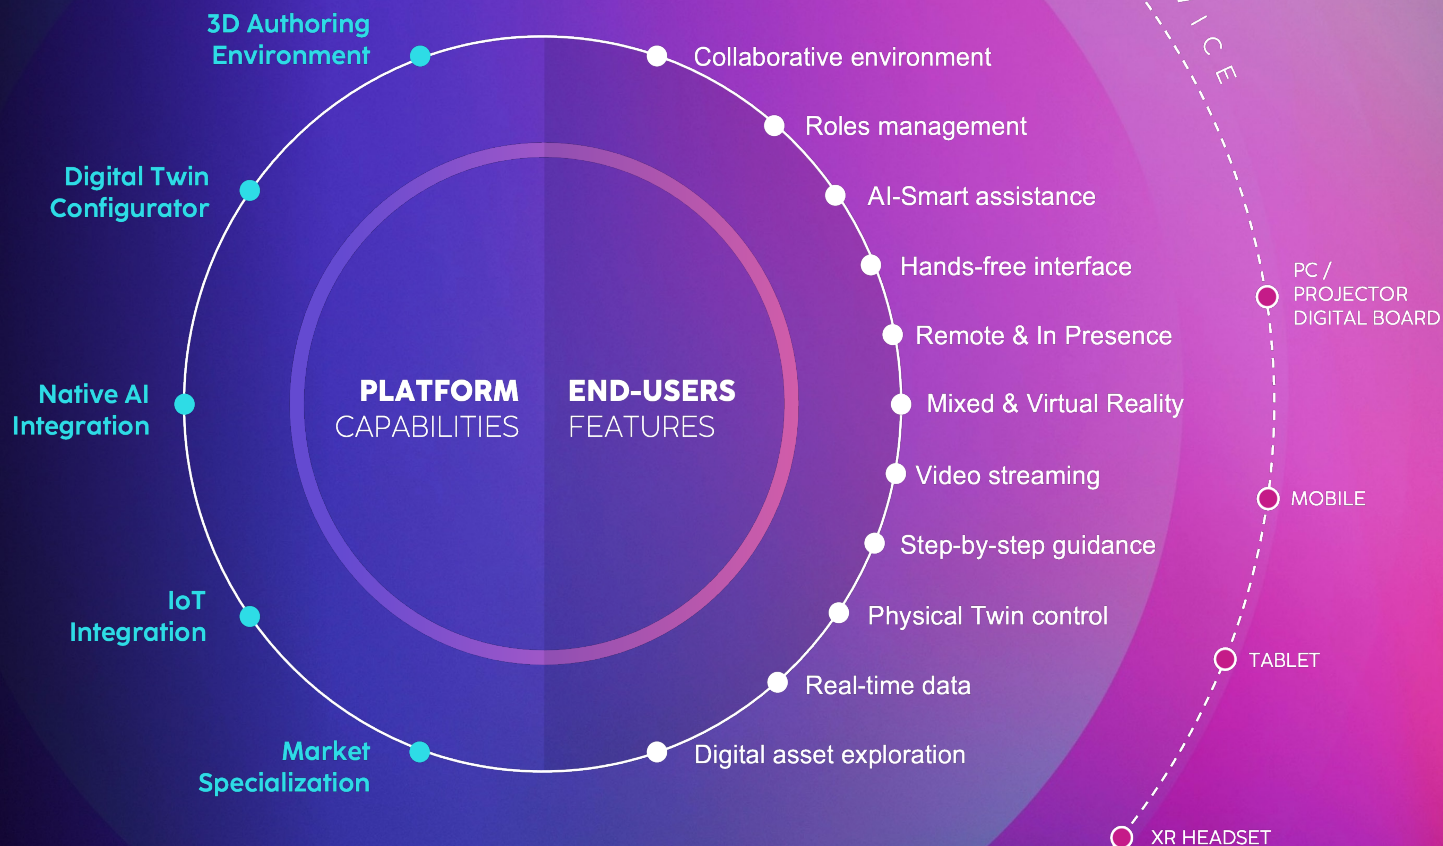 3D Authoring
Environment
Digital Twin
Configurator
Native AI
Integration
IoT
Integration
Market
Specialization
PLATFORM
CAPABILITIES
END-USERS
FEATURES
Collaborative environment
Roles management
AI-Smart assistance
Hands-free interface
Remote & In Presence
Mixed & Virtual Reality
Video streaming
Step-by-step guidance
Physical Twin control
Real-time data
Digital asset exploration
ICE
PC /
PROJECTOR
DIGITAL BOARD
MOBILE
TABLET
XR HEADSET